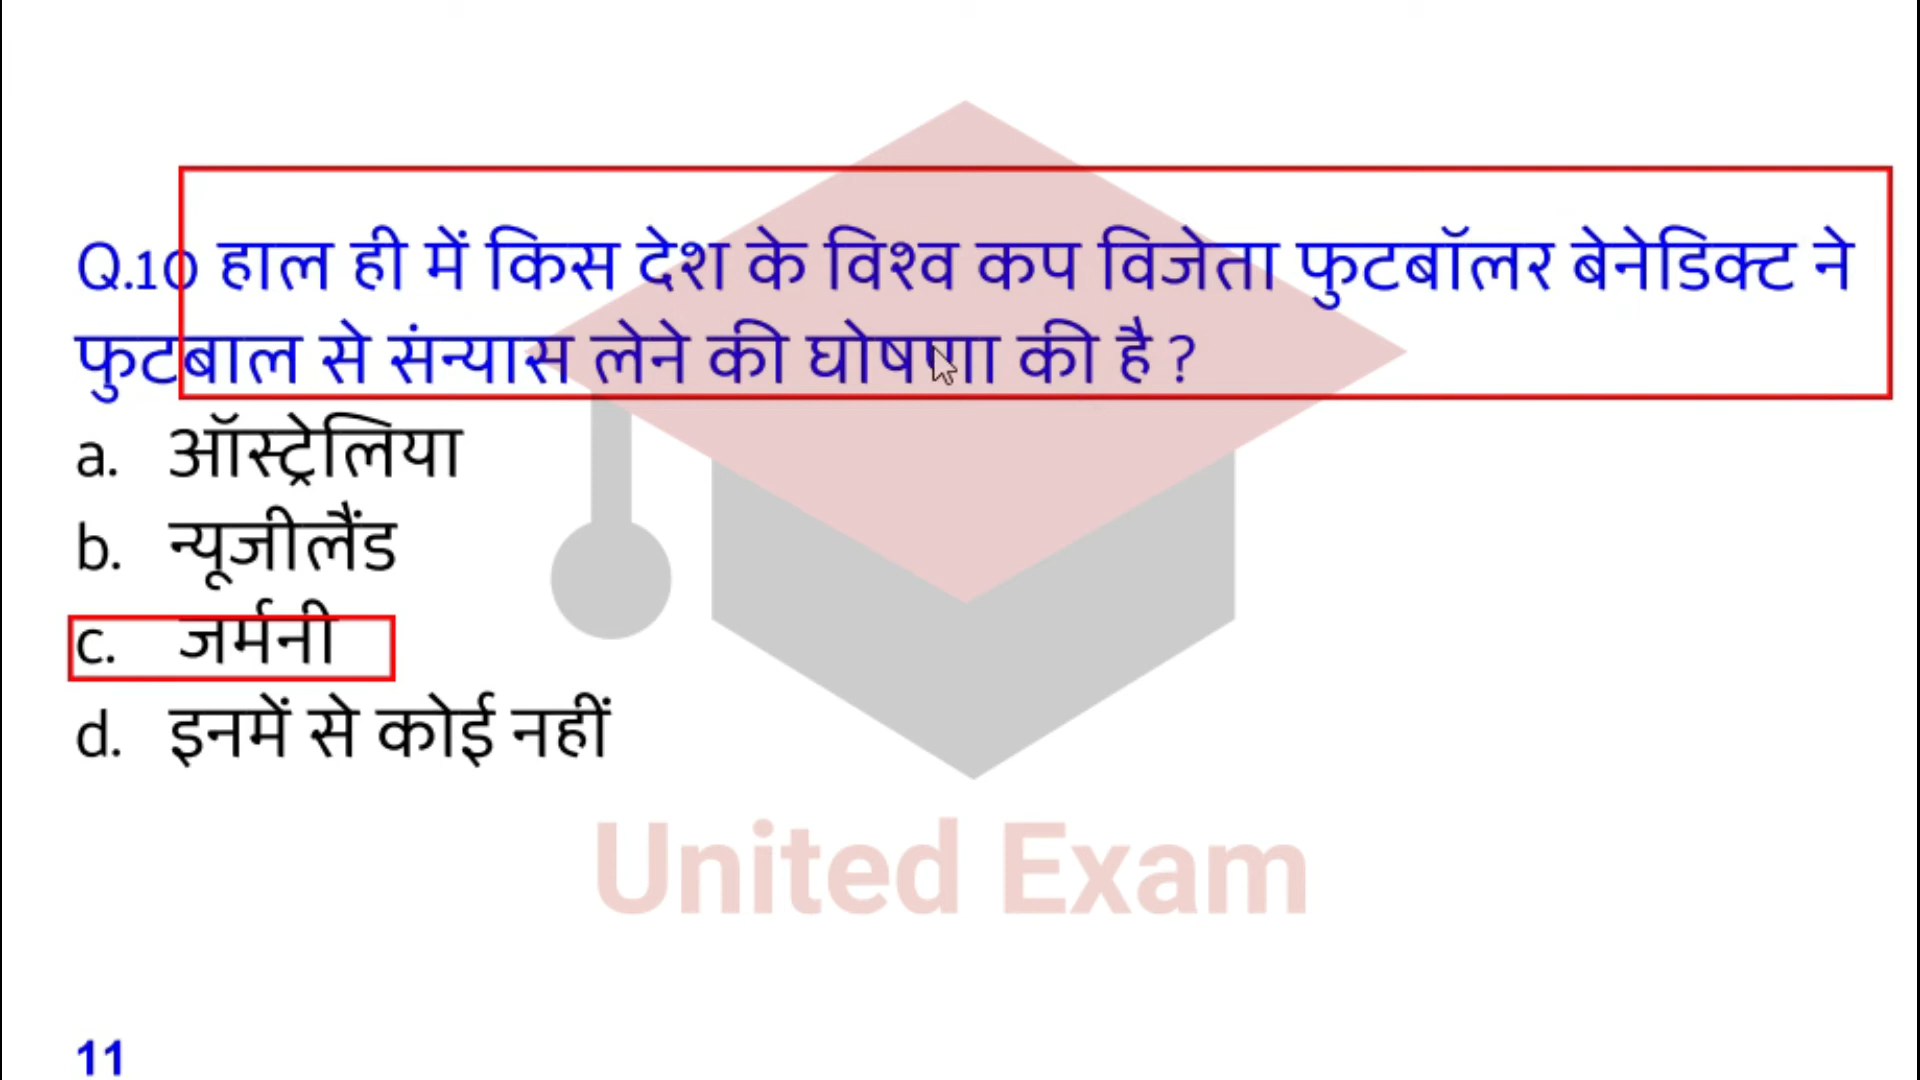 Q.10 हाल ही में किस देश के विश्व कप विजेता फुटबॉलर बेनेडिक्ट ने
फुटबाल से संन्यास लेने की घोषणा की है ?
a. ऑस्ट्रेलिया
b. न्यूजीलैंड
c. जर्मनी
d. इनमें से कोई नहीं
United Exam
11